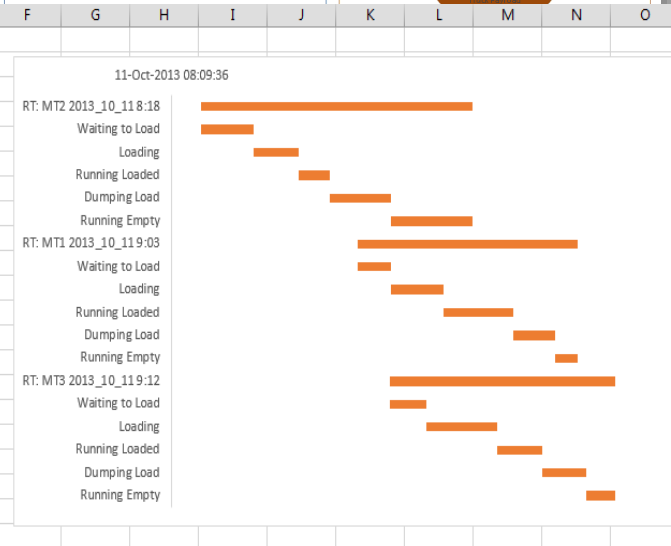 F G H I J K L M N O
11-Oct-2013 08:09:36
RT: MT2 2013_10_11 8:18
Waiting to Load
Loading
Running Loaded
Dumping Load
Running Empty
RT: MT1 2013_10_11 9:03
Waiting to Load
Loading
Running Loaded
Dumping Load
Running Empty
RT: MT3 2013_10_11 9:12
Waiting to Load
Loading
Running Loaded
Dumping Load
Running Empty